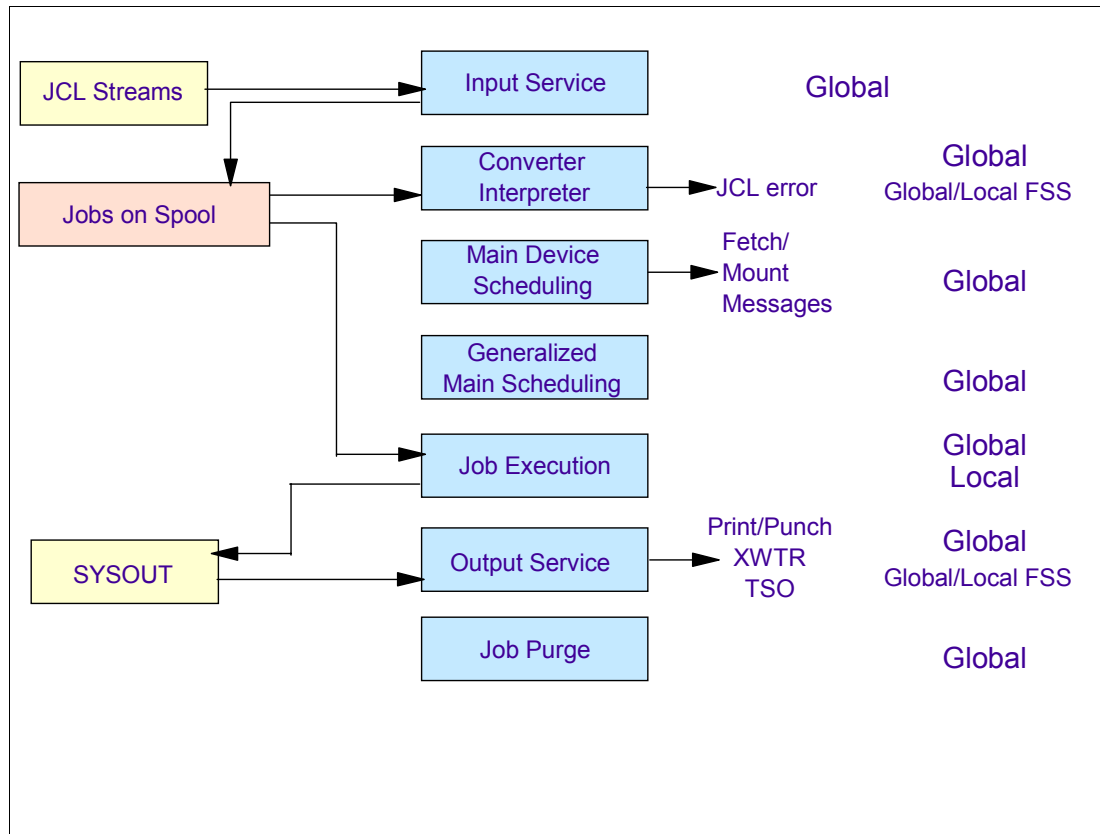 JCL Streams
Input Service
Global
Jobs on Spool
Converter
Interpreter
JCL error
Global
Global/Local FSS
Main Device
Scheduling
Fetch/
Mount
Messages
Global
Generalized
Main Scheduling
Global
Job Execution
Global
Local
SYSOUT
Output Service
Print/Punch
XWTR
TSO
Global
Global/Local FSS
Job Purge
Global